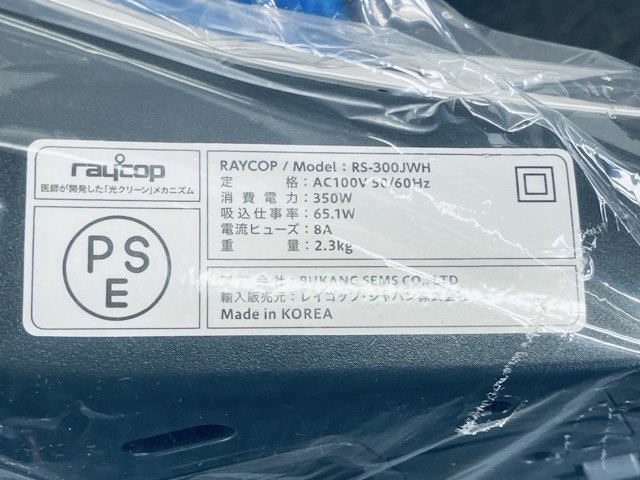 raycop
医師が開発した「光クリーン」メカニズム
PS
E
RAYCOP / Model : RS-300JWH
定 格 : AC100V 50/60Hz
消費電力 : 350W
吸込仕事率 : 65.1W
電流ヒューズ : 8A
重 量 : 2.3kg
BUKANG SEMS CO., LTD
輸入販売元 : レイコップ・ジャパン株式会社
Made in KOREA